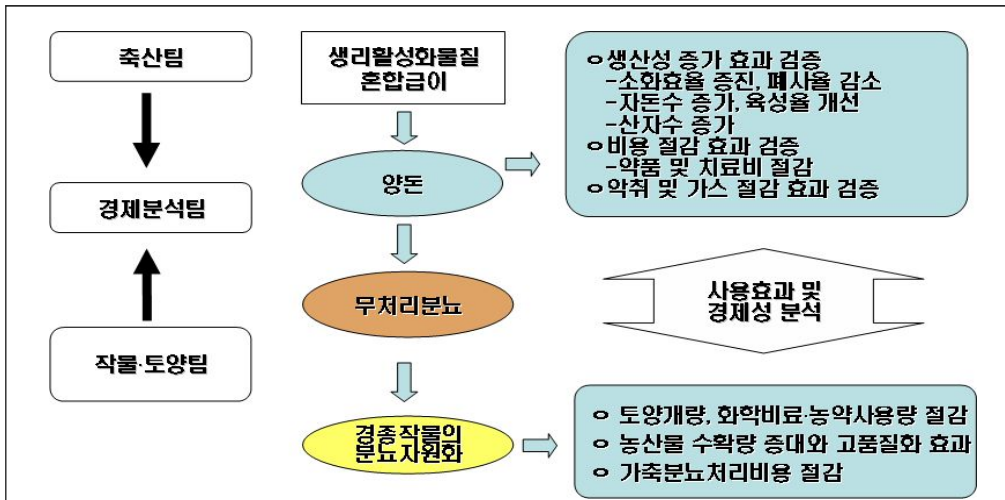 축산팀
경제분석팀
작물·토양팀
생리활성화물질
혼합급이
양돈
무처리분뇨
경종작물의
분뇨자원화
ㅇ생산성 증가 효과 검증
-소화효율 증진, 폐사율 감소
-자돈수 증가, 육성율 개선
-산자수 증가
ㅇ비용 절감 효과 검증
-약품 및 치료비 절감
ㅇ악취 및 가스 절감 효과 검증
사용효과 및
경제성 분석
ㅇ 토양개량, 화학비료·농약사용량 절감
ㅇ 농산물 수확량 증대와 고품질화 효과
ㅇ 가축분뇨처리비용 절감